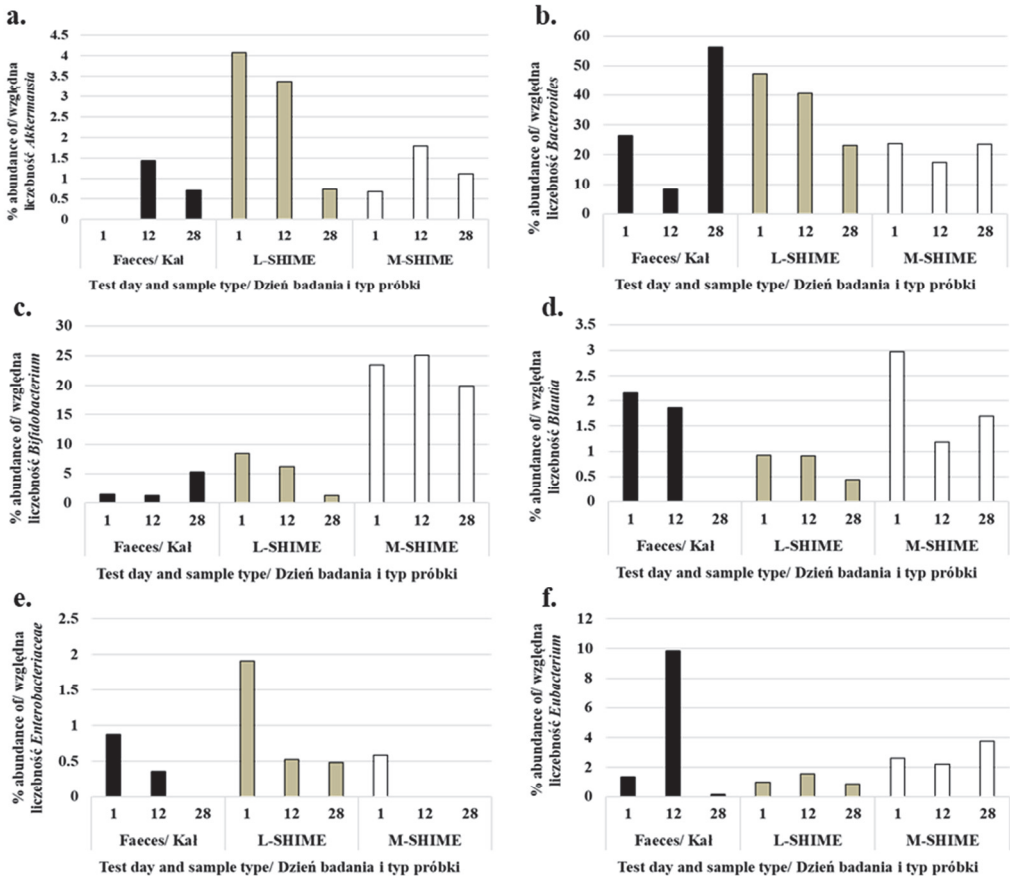 a.
% abundance of/ względna
liczebność Akkermansia
4.5
4
3.5
3
2.5
2
1.5
1
0.5
0
1 12 28 1 12 28 1 12 28
Faeces/ Kał L-SHIME M-SHIME
Test day and sample type/ Dzień badania i typ próbki
b.
% abundance of/ względna
liczebność Bacteroides
60
50
40
30
20
10
0
1 12 28 1 12 28 1 12 28
Faeces/ Kał L-SHIME M-SHIME
Test day and sample type/ Dzień badania i typ próbki
c.
% abundance of/ względna
liczebność Bifidobacterium
30
25
20
15
10
5
0
1 12 28 1 12 28 1 12 28
Faeces/ Kał L-SHIME M-SHIME
Test day and sample type/ Dzień badania i typ próbki
d.
% abundance of/ względna
liczebność Blautia
3.5
3
2.5
2
1.5
1
0.5
0
1 12 28 1 12 28 1 12 28
Faeces/ Kał L-SHIME M-SHIME
Test day and sample type/ Dzień badania i typ próbki
e.
% abundance of/ względna
liczebność Enterobacteriaceae
2.5
2
1.5
1
0.5
0
1 12 28 1 12 28 1 12 28
Faeces/ Kał L-SHIME M-SHIME
Test day and sample type/ Dzień badania i typ próbki
f.
% abundance of/ względna
liczebność Eubacterium
12
10
8
6
4
2
0
1 12 28 1 12 28 1 12 28
Faeces/ Kał L-SHIME M-SHIME
Test day and sample type/ Dzień badania i typ próbki